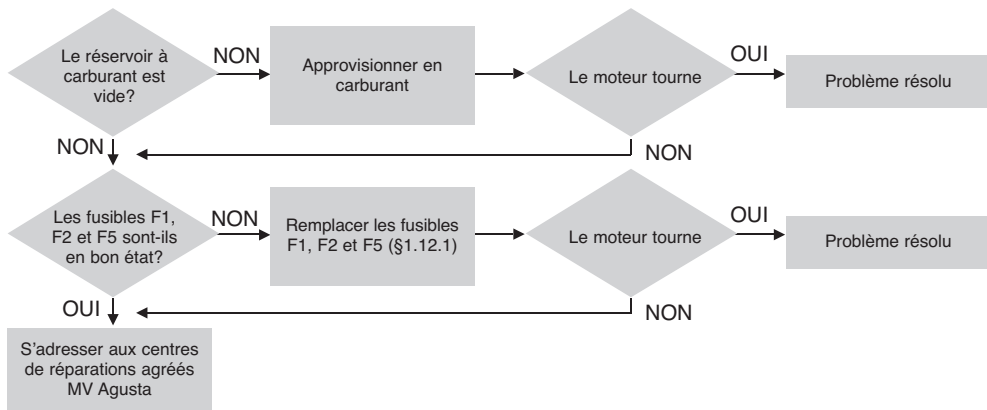 Le réservoir à
carburant est
vide?
NON
Approvisionner en
carburant
Le moteur tourne
OUI
Problème résolu
NON
NON
Les fusibles F1,
F2 et F5 sont-ils
en bon état?
NON
Remplacer les fusibles
F1, F2 et F5 (§1.12.1)
Le moteur tourne
OUI
Problème résolu
OUI
NON
S'adresser aux centres
de réparations agréés
MV Agusta